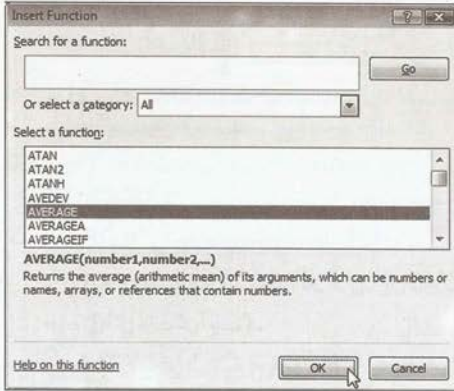 Insert Function
Search for a function:
Go
Or select a category: All
Select a function:
ATAN
ATAN2
ATANH
AVEDEV
AVERAGE
AVERAGEA
AVERAGEIF
AVERAGE(number1,number2,...)
Returns the average (arithmetic mean) of its arguments, which can be numbers or
names, arrays, or references that contain numbers.
Help on this function
OK
Cancel